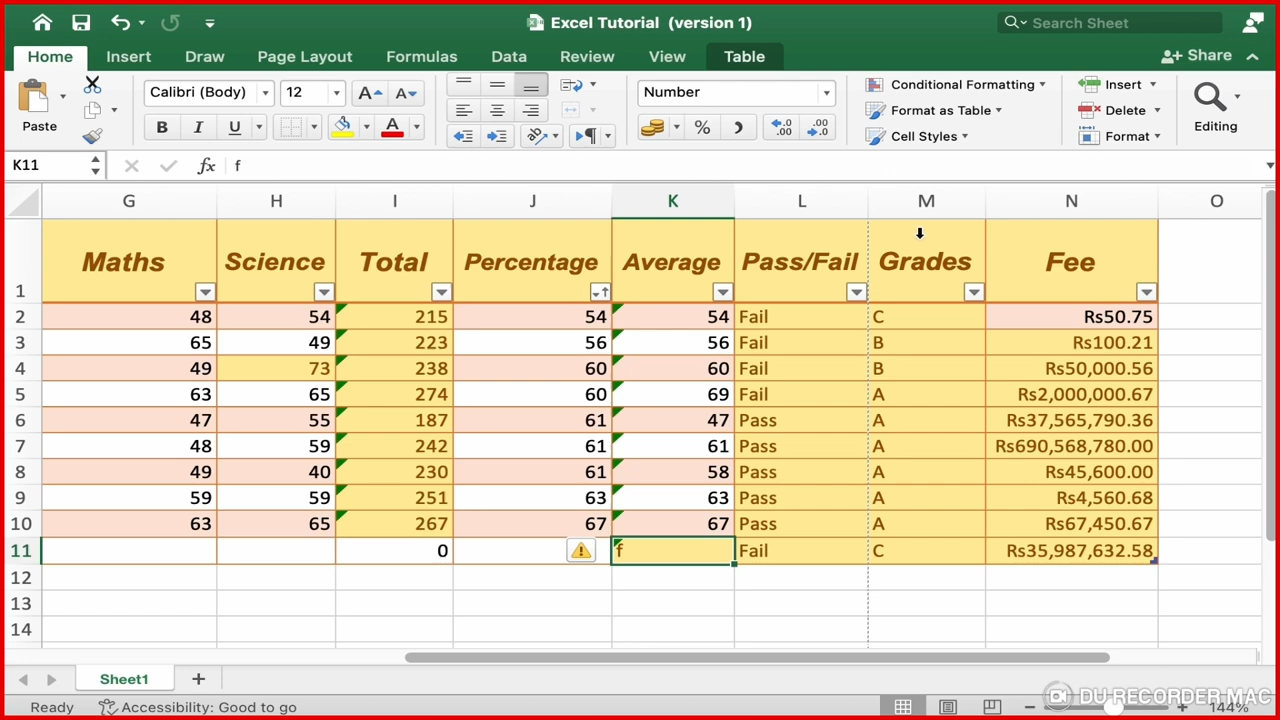 Excel Tutorial (version 1)
Search Sheet
Home Insert Draw Page Layout Formulas Data Review View Table Share
Paste
Calibri (Body) 12
Number
Conditional Formatting
Format as Table
Cell Styles
Insert
Delete
Format
Editing
K11 fx f
G H I J K L M N O
1 Maths Science Total Percentage Average Pass/Fail Grades Fee
2 48 54 215 54 54 Fail C Rs50.75
3 65 49 223 56 56 Fail B Rs100.21
4 49 73 238 60 60 Fail B Rs50,000.56
5 63 65 274 60 69 Fail A Rs2,000,000.67
6 47 55 187 61 47 Pass A Rs37,565,790.36
7 48 59 242 61 61 Pass A Rs690,568,780.00
8 49 40 230 61 58 Pass A Rs45,600.00
9 59 59 251 63 63 Pass A Rs4,560.68
10 63 65 267 67 67 Pass A Rs67,450.67
11 0 f Fail C Rs35,987,632.58
12
13
14
Sheet1
Ready Accessibility: Good to go 144%
DU RECORDER MAC